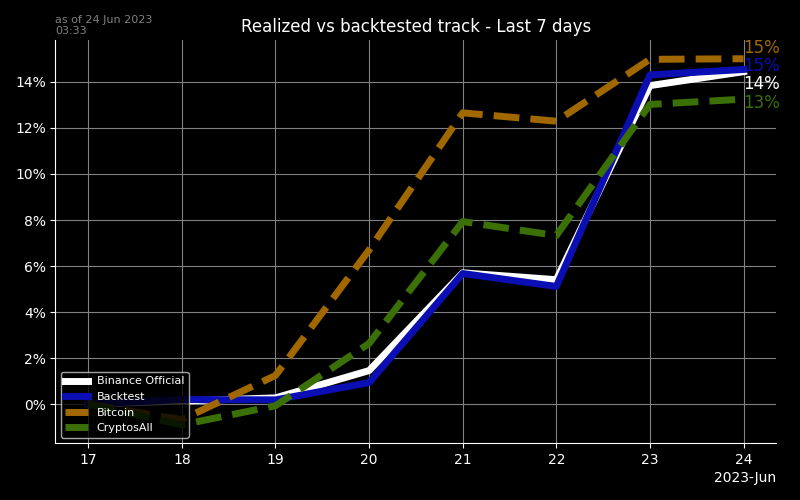 as of 24 Jun 2023
03:33
Realized vs backtested track - Last 7 days
15%
15%
14%
13%
14%
12%
10%
8%
6%
4%
2%
0%
Binance Official
Backtest
Bitcoin
CryptosAll
17 18 19 20 21 22 23 24
2023-Jun